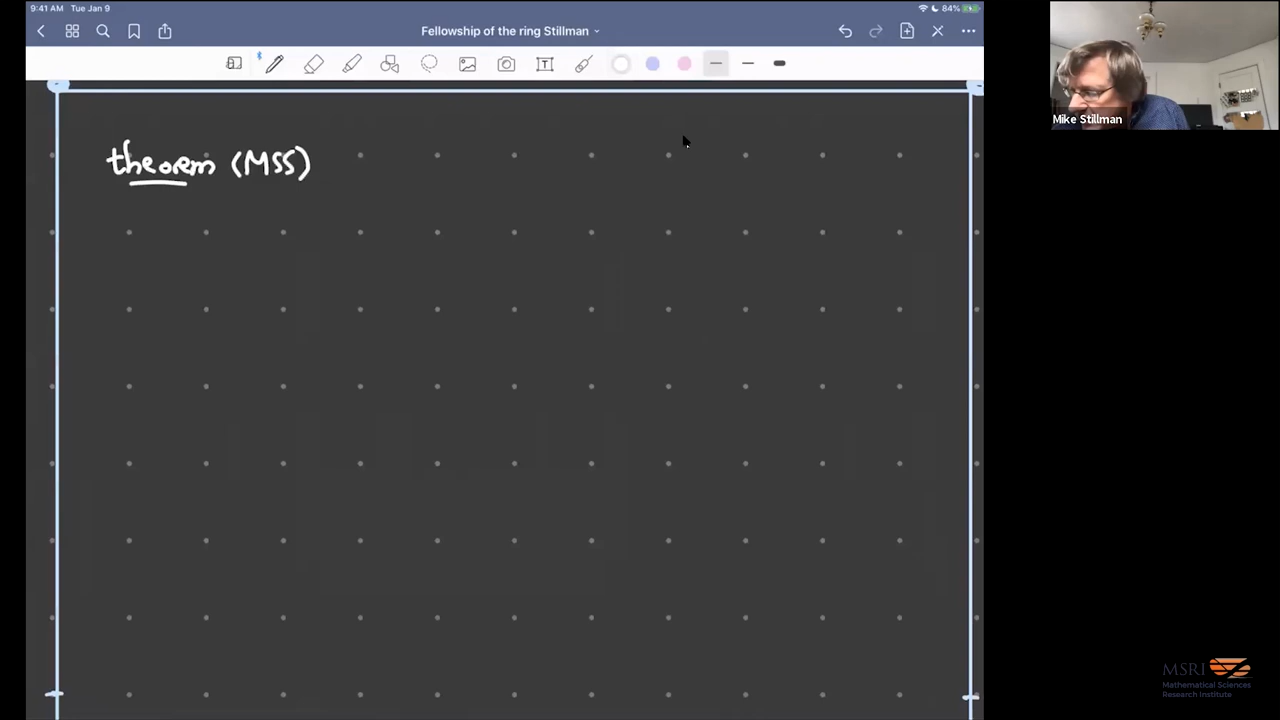 9:41 AM Tue Jan 9
84%
Fellowship of the ring Stillman
T
theorem (MSS)
Mike Stillman
MSRI
Mathematical Sciences
Research Institute